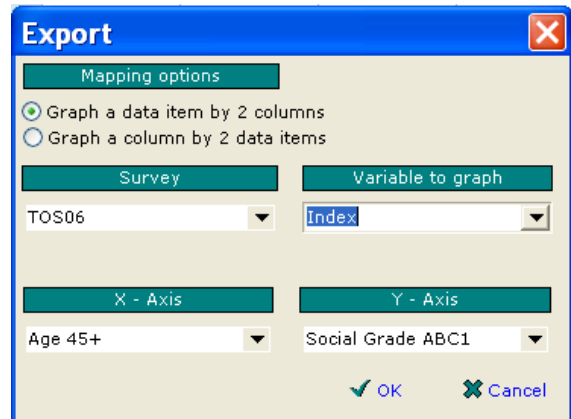 Export
Mapping options
Graph a data item by 2 columns
Graph a column by 2 data items
Survey
Variable to graph
TOS06
Index
X - Axis
Y - Axis
Age 45+
Social Grade ABC1
OK
Cancel